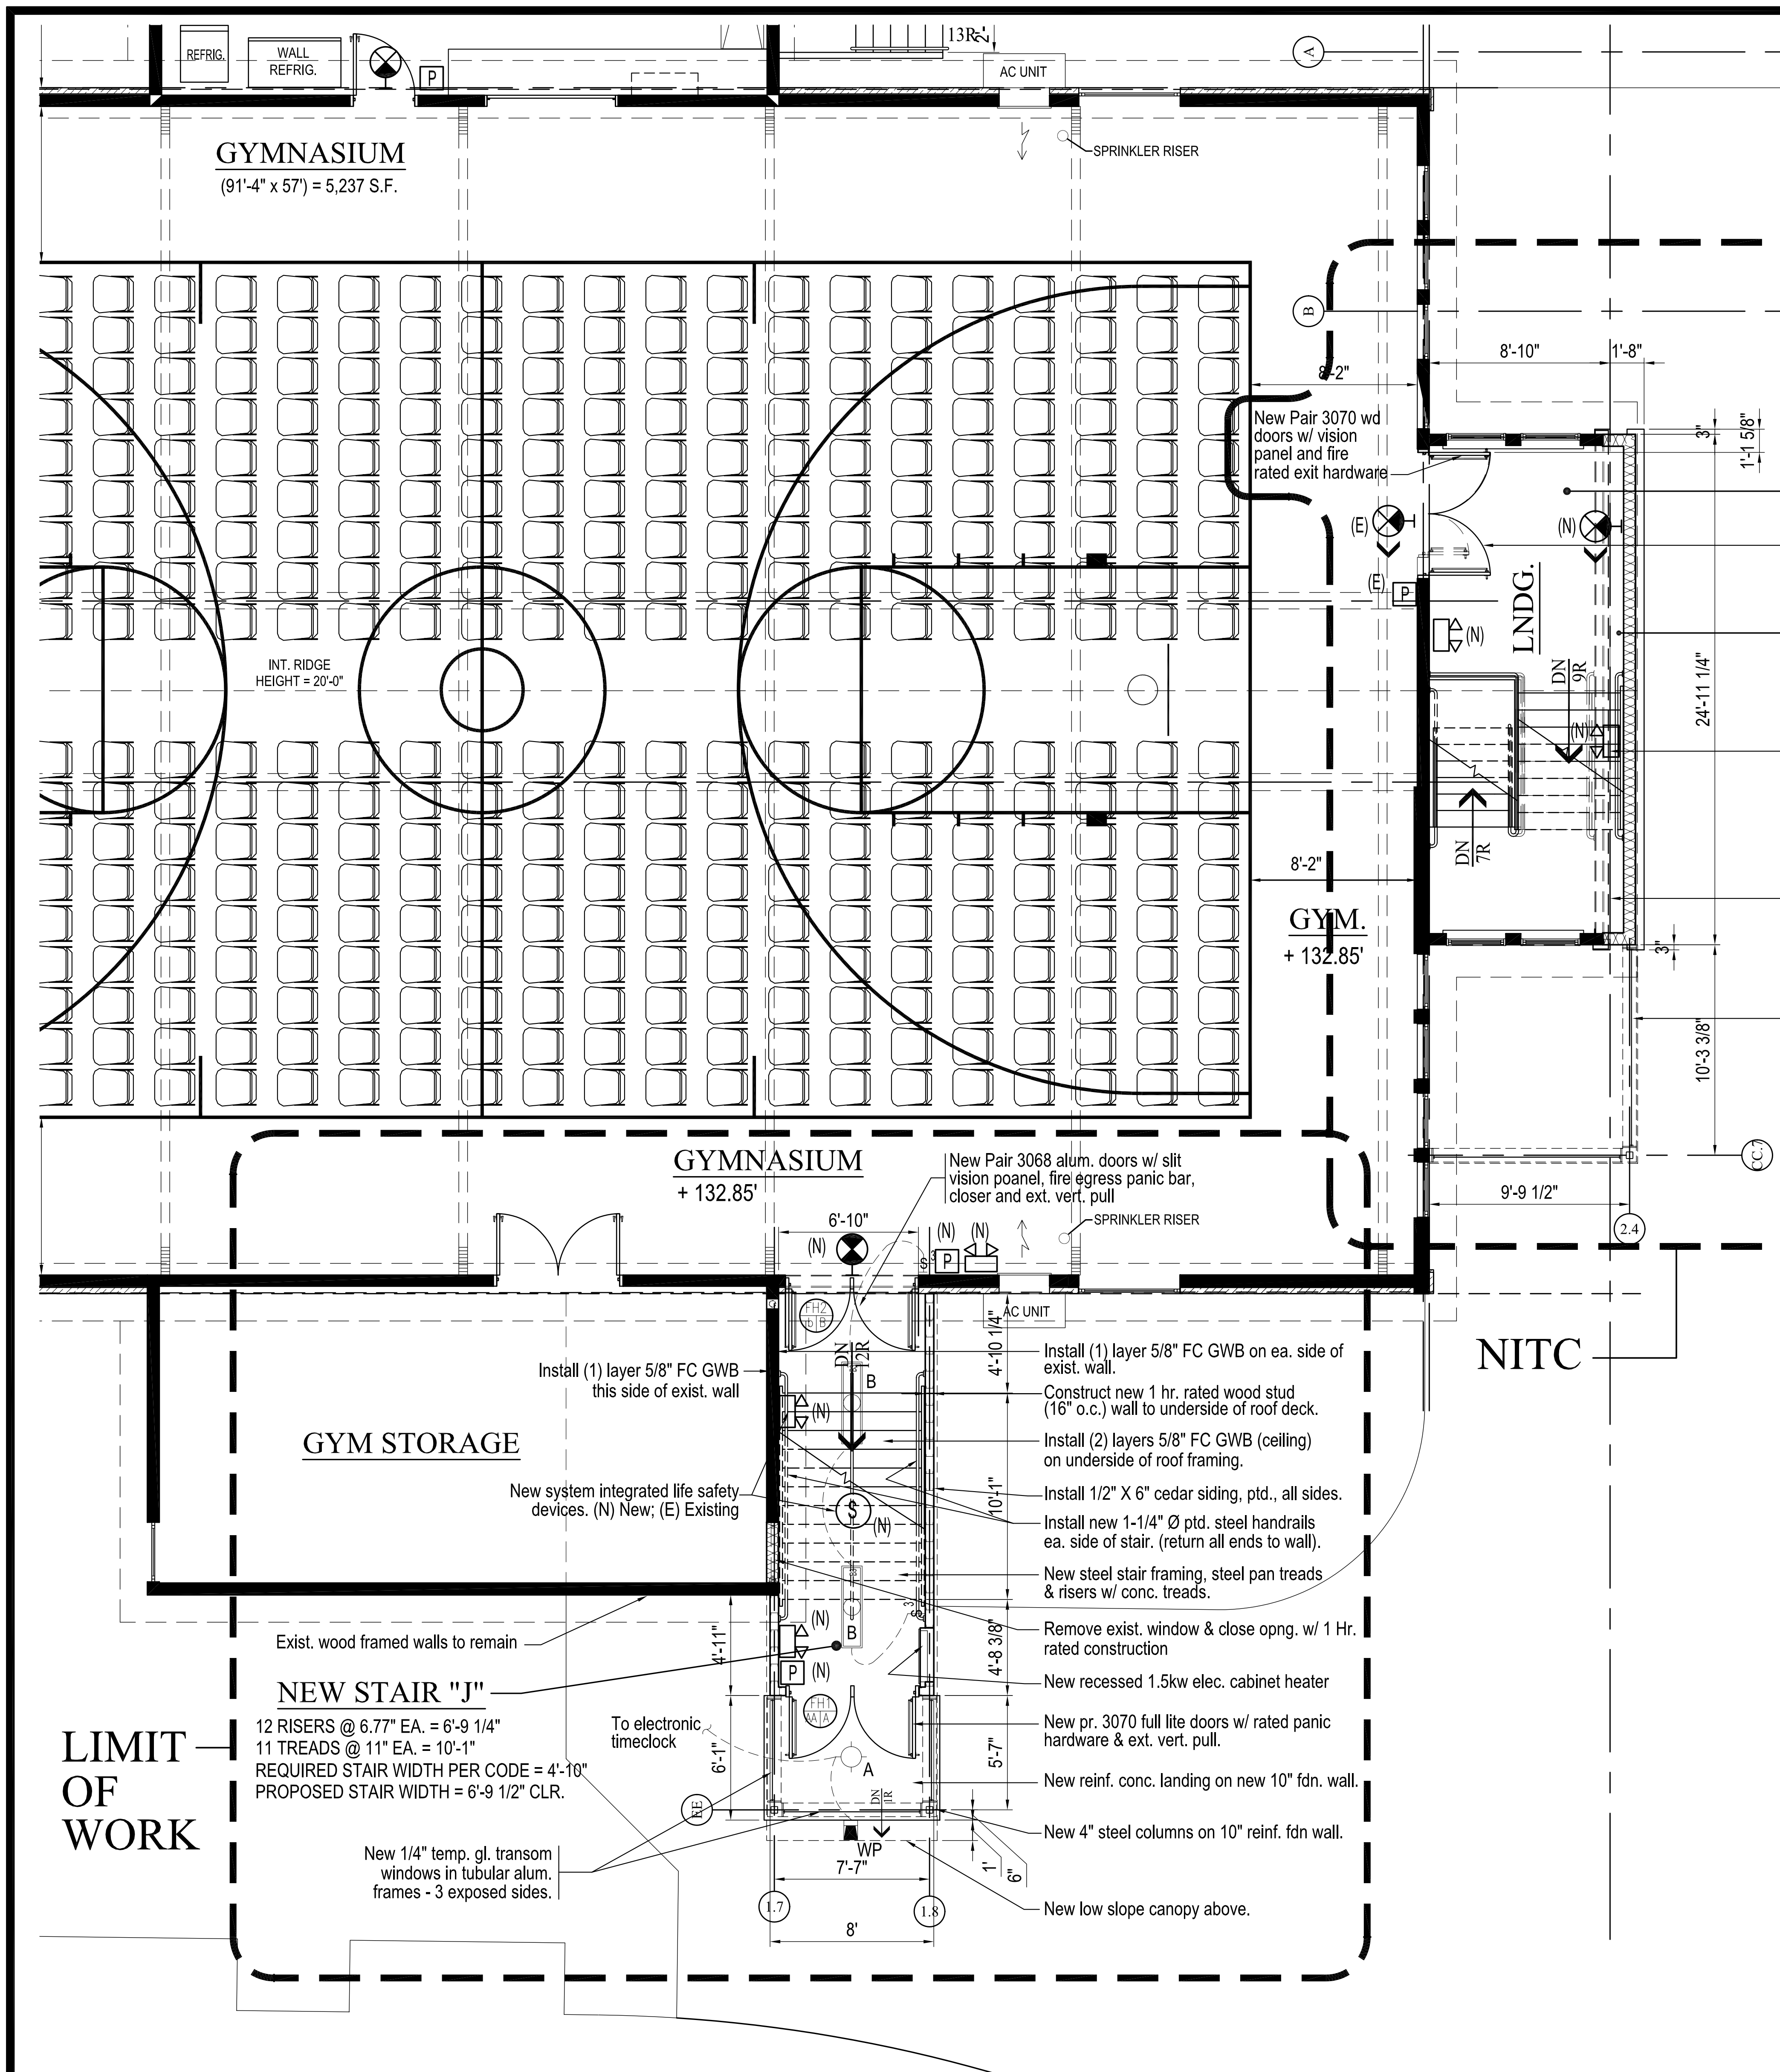 REFRIG.
WALL
REFRIG.
P
13R
2'-
AC UNIT
A
GYMNASIUM
(91'-4" x 57') = 5,237 S.F.
SPRINKLER RISER
B
8'-10"
1'-8"
8'-2"
New Pair 3070 wd
doors w/ vision
panel and fire
rated exit hardware
3"
1'-1 5/8"
(E)
(N)
(E)
P
(N)
LNDG.
INT. RIDGE
HEIGHT = 20'-0"
DN
9R
24'-11 1/4"
(N)
DN
7R
8'-2"
GYM.
+ 132.85'
3"
10'-3 3/8"
CC.7
9'-9 1/2"
2.4
GYMNASIUM
+ 132.85'
New Pair 3068 alum. doors w/ slit
vision poanel, fire egress panic bar,
closer and ext. vert. pull
SPRINKLER RISER
6'-10"
(N)
(N)
(N)
$
3
P
FH2
b B
AC UNIT
4'-10 1/4"
DN
12R
B
NITC
Install (1) layer 5/8" FC GWB
this side of exist. wall
Install (1) layer 5/8" FC GWB on ea. side of
exist. wall.
Construct new 1 hr. rated wood stud
(16" o.c.) wall to underside of roof deck.
(N)
GYM STORAGE
Install (2) layers 5/8" FC GWB (ceiling)
on underside of roof framing.
New system integrated life safety
devices. (N) New; (E) Existing
10'-1"
Install 1/2" X 6" cedar siding, ptd., all sides.
$
(N)
Install new 1-1/4" Ø ptd. steel handrails
ea. side of stair. (return all ends to wall).
New steel stair framing, steel pan treads
& risers w/ conc. treads.
(N)
$
3
B
Exist. wood framed walls to remain
4'-11"
4'-8 3/8"
Remove exist. window & close opng. w/ 1 Hr.
rated construction
P
(N)
New recessed 1.5kw elec. cabinet heater
NEW STAIR "J"
12 RISERS @ 6.77" EA. = 6'-9 1/4"
11 TREADS @ 11" EA. = 10'-1"
REQUIRED STAIR WIDTH PER CODE = 4'-10"
PROPOSED STAIR WIDTH = 6'-9 1/2" CLR.
FH1
AA A
To electronic
timeclock
6'-1"
5'-7"
New pr. 3070 full lite doors w/ rated panic
hardware & ext. vert. pull.
LIMIT
OF
WORK
A
New reinf. conc. landing on new 10" fdn. wall.
DN
1R
EE
New 4" steel columns on 10" reinf. fdn wall.
WP
New 1/4" temp. gl. transom
windows in tubular alum.
frames - 3 exposed sides.
7'-7"
1'
6"
1.7
1.8
New low slope canopy above.
8'